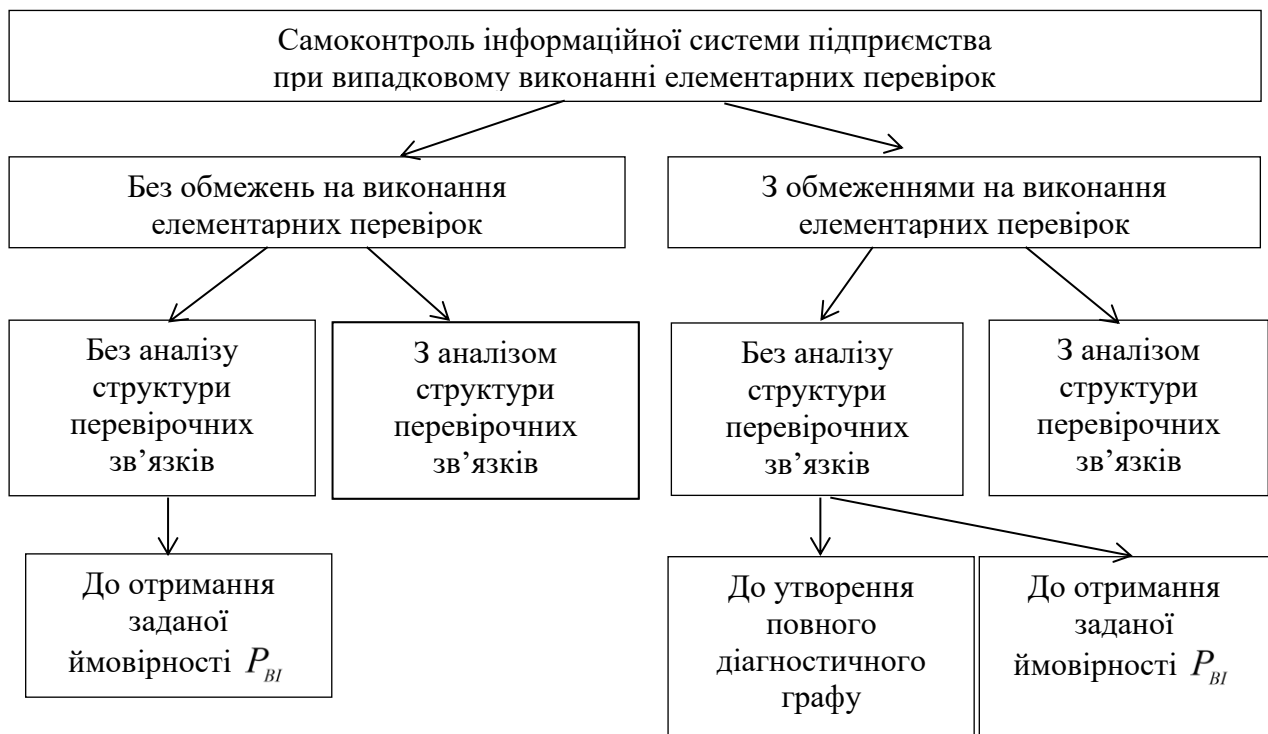 Самоконтроль інформаційної системи підприємства
при випадковому виконанні елементарних перевірок
Без обмежень на виконання
елементарних перевірок
З обмеженнями на виконання
елементарних перевірок
Без аналізу
структури
перевірочних
зв’язків
З аналізом
структури
перевірочних
зв’язків
Без аналізу
структури
перевірочних
зв’язків
З аналізом
структури
перевірочних
зв’язків
До отримання
заданої
ймовірності P_BI
До утворення
повного
діагностичного
графу
До отримання
заданої
ймовірності P_BI